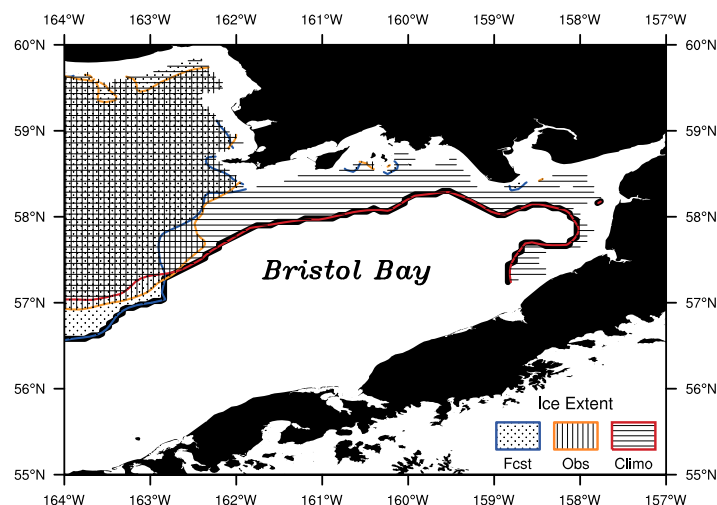 164°W 163°W 162°W 161°W 160°W 159°W 158°W 157°W
60°N 60°N
59°N 59°N
58°N 58°N
Bristol Bay
57°N 57°N
56°N 56°N
Ice Extent
Fcst Obs Climo
55°N 55°N
164°W 163°W 162°W 161°W 160°W 159°W 158°W 157°W